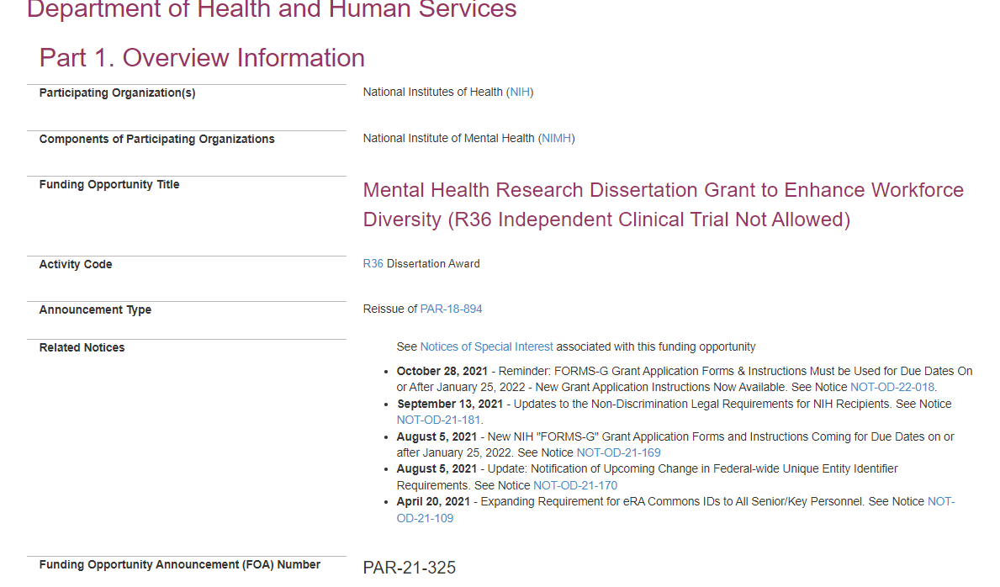 Department of Health and Human Services
Part 1. Overview Information
Participating Organization(s)
National Institutes of Health (NIH)
Components of Participating Organizations
National Institute of Mental Health (NIMH)
Funding Opportunity Title
Mental Health Research Dissertation Grant to Enhance Workforce
Diversity (R36 Independent Clinical Trial Not Allowed)
Activity Code
R36 Dissertation Award
Announcement Type
Reissue of PAR-18-894
Related Notices
See Notices of Special Interest associated with this funding opportunity
• October 28, 2021 - Reminder: FORMS-G Grant Application Forms & Instructions Must be Used for Due Dates On
or After January 25, 2022 - New Grant Application Instructions Now Available. See Notice NOT-OD-22-018.
• September 13, 2021 - Updates to the Non-Discrimination Legal Requirements for NIH Recipients. See Notice
NOT-OD-21-181.
• August 5, 2021 - New NIH "FORMS-G" Grant Application Forms and Instructions Coming for Due Dates on or
after January 25, 2022. See Notice NOT-OD-21-169
• August 5, 2021 - Update: Notification of Upcoming Change in Federal-wide Unique Entity Identifier
Requirements. See Notice NOT-OD-21-170
• April 20, 2021 - Expanding Requirement for eRA Commons IDs to All Senior/Key Personnel. See Notice NOT-
OD-21-109
Funding Opportunity Announcement (FOA) Number
PAR-21-325